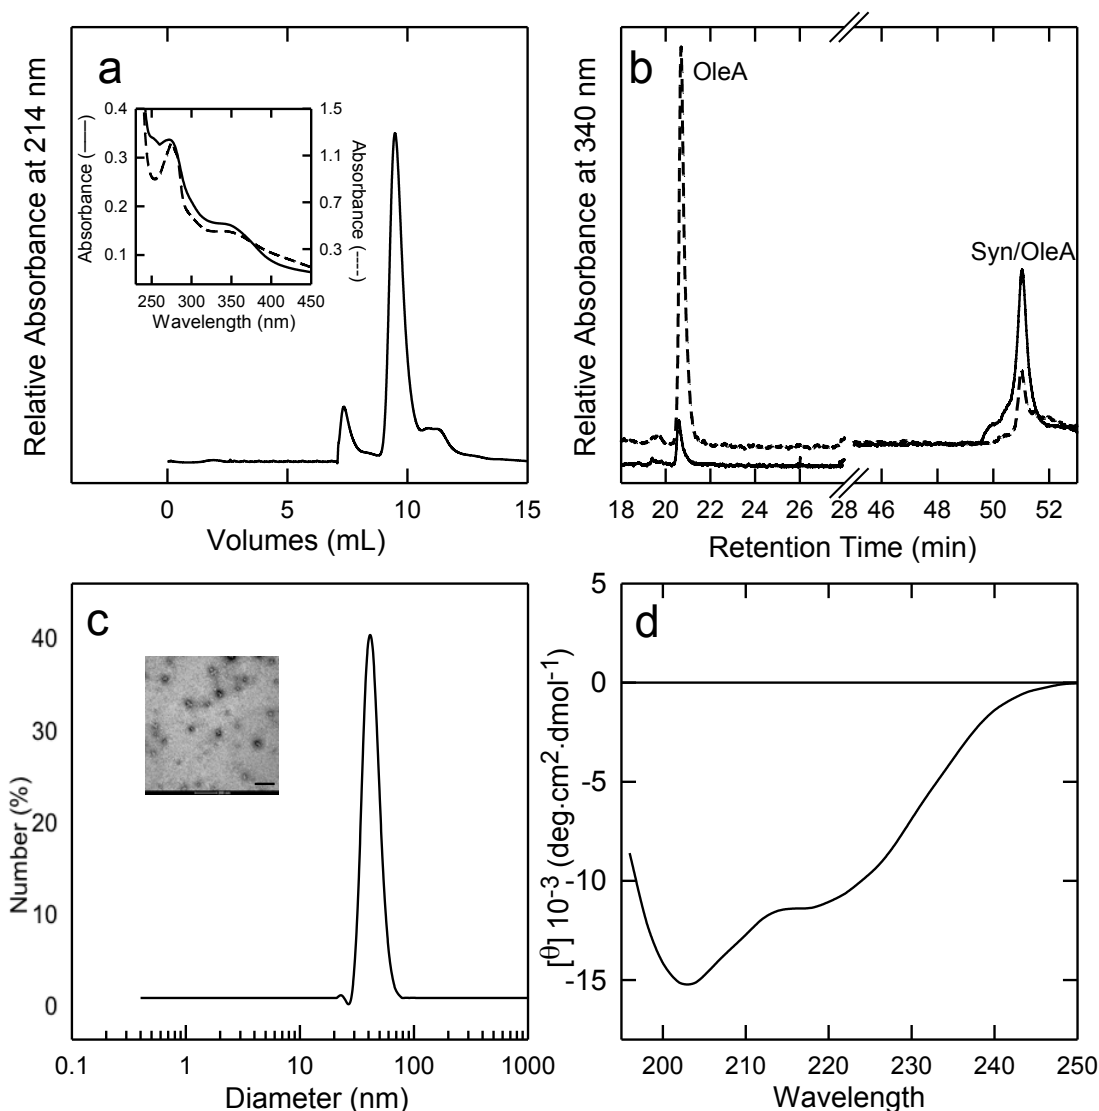 a
Relative Absorbance at 214 nm
0.4
0.3
0.2
0.1
Absorbance (——)
1.5
1.1
0.7
0.3
Absorbance (----)
250 300 350 400 450
Wavelength (nm)
0 5 10 15
Volumes (mL)
b
Relative Absorbance at 340 nm
OleA
Syn/OleA
18 20 22 24 26 28 46 48 50 52
Retention Time (min)
c
Number (%)
40
30
20
10
0
0.1 1 10 100 1000
Diameter (nm)
d
[θ] 10-3 (deg.cm2.dmol-1)
5
0
-5
-10
-15
200 210 220 230 240 250
Wavelength